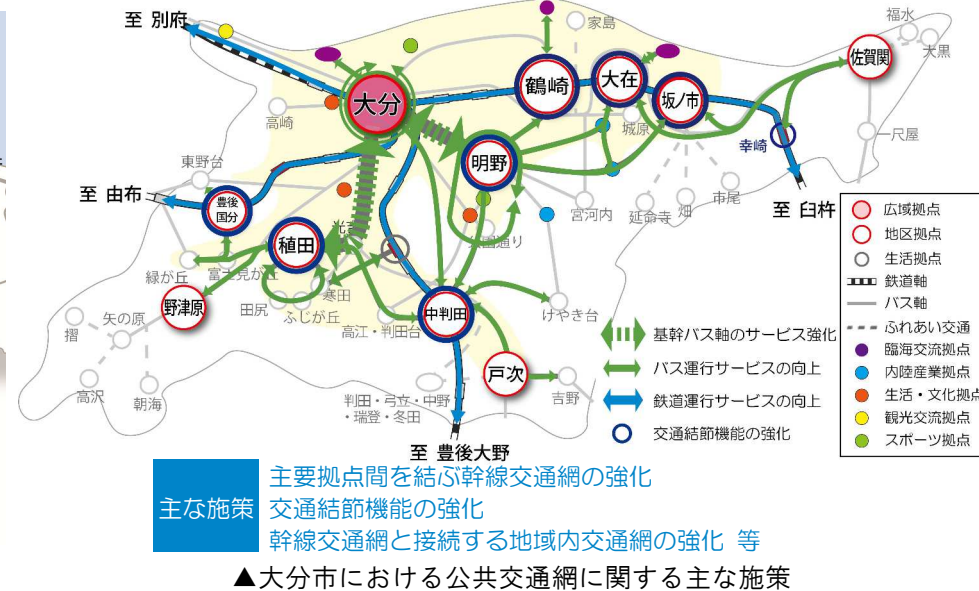 至 別府
家島
福水
大黒
佐賀関
鶴崎
大在
坂ノ市
大分
高崎
城原
一尺屋
幸崎
明野
東野台
至 由布
豊後
国分
宮河内
延命寺
畑
市尾
至 臼杵
稙田
緑が丘
富士見が丘
野津原
田尻
ふじが丘
寒田
高江・判田台
中判田
けやき台
摺
矢の原
高沢
朝海
戸次
吉野
判田・弓立・中野
・瑞登・冬田
至 豊後大野
基幹バス軸のサービス強化
バス運行サービスの向上
鉄道運行サービスの向上
交通結節機能の強化
広域拠点
地区拠点
生活拠点
鉄道軸
バス軸
ふれあい交通
臨海交流拠点
内陸産業拠点
生活・文化拠点
観光交流拠点
スポーツ拠点
主な施策
主要拠点間を結ぶ幹線交通網の強化
交通結節機能の強化
幹線交通網と接続する地域内交通網の強化 等
▲大分市における公共交通網に関する主な施策